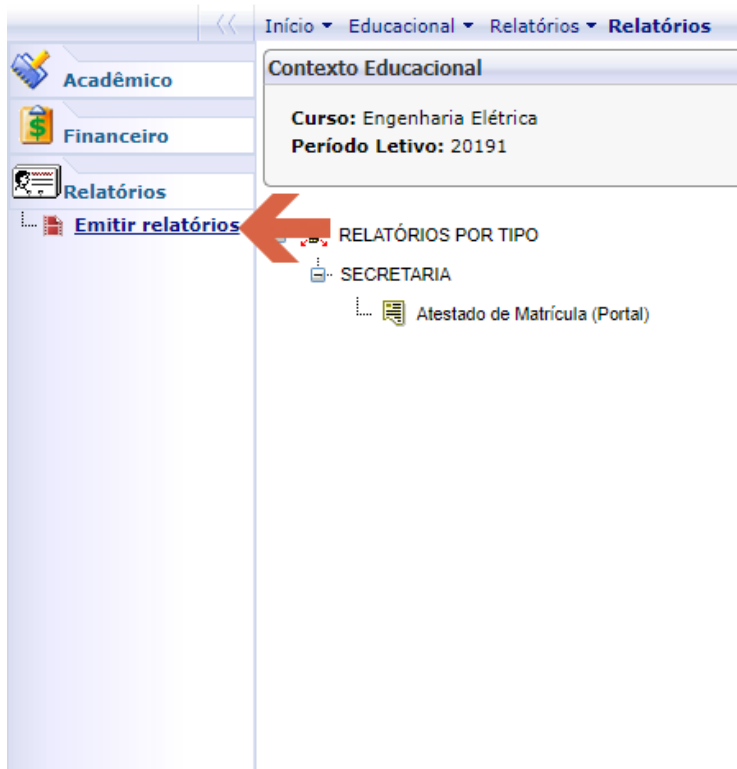 Início Educacional Relatórios Relatórios
Acadêmico
Financeiro
Relatórios
Emitir relatórios
Contexto Educacional
Curso: Engenharia Elétrica
Período Letivo: 20191
RELATÓRIOS POR TIPO
SECRETARIA
Atestado de Matrícula (Portal)